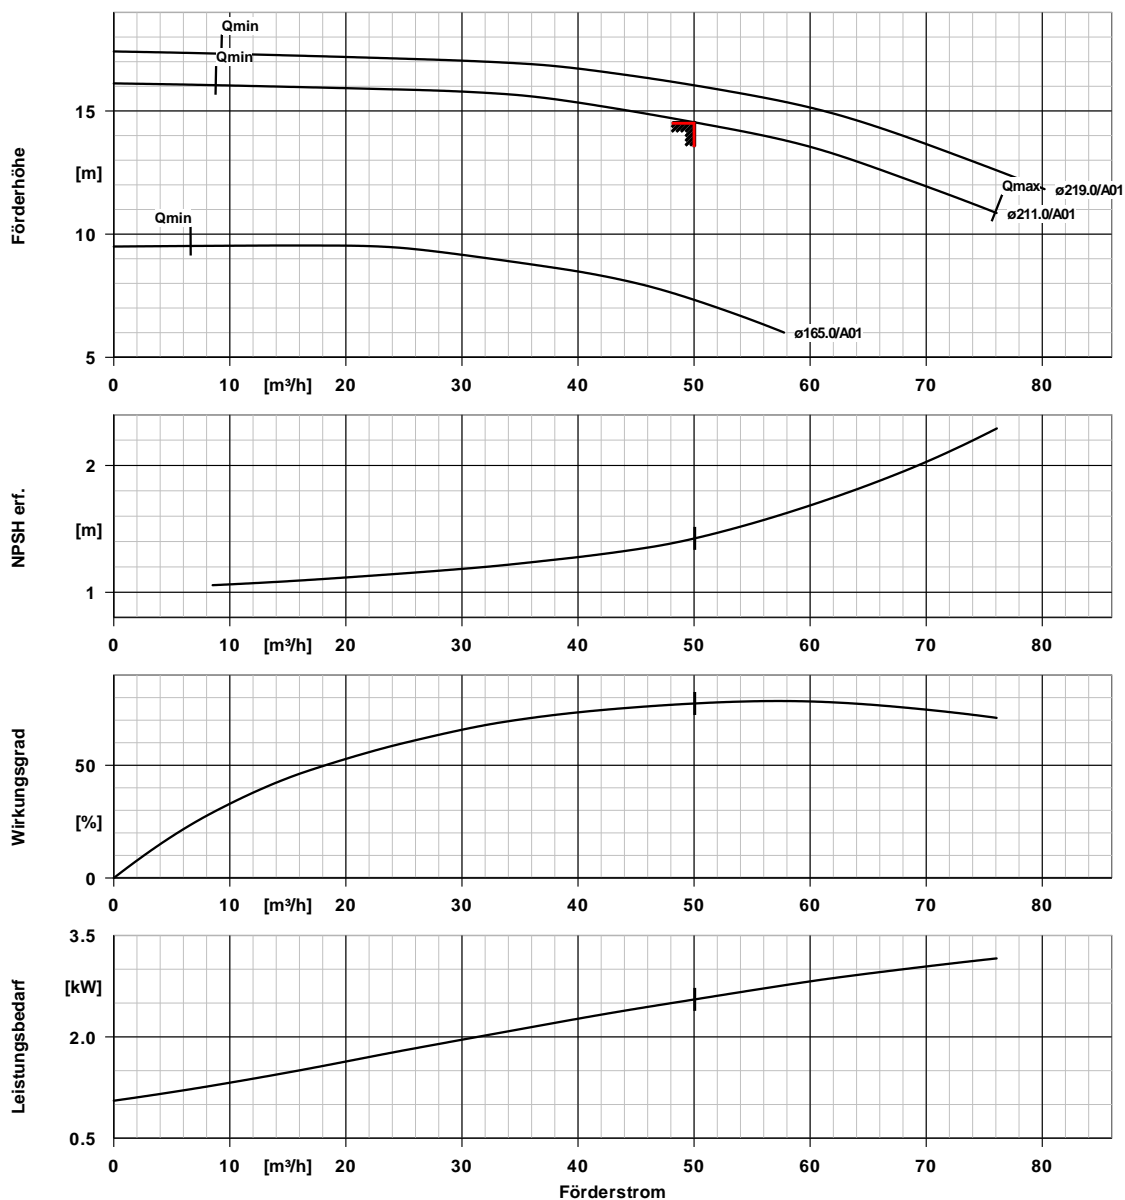 Qmin
Qmin
15
[m]
Förderhöhe
Qmax
ø219.0/A01
ø211.0/A01
10
Qmin
ø165.0/A01
5
0 10 [m³/h] 20 30 40 50 60 70 80
2
NPSH erf.
[m]
1
0 10 [m³/h] 20 30 40 50 60 70 80
50
Wirkungsgrad
[%]
0
0 10 [m³/h] 20 30 40 50 60 70 80
3.5
[kW]
2.0
Leistungsbedarf
0.5
0 10 [m³/h] 20 30 40 50 60 70 80
Förderstrom